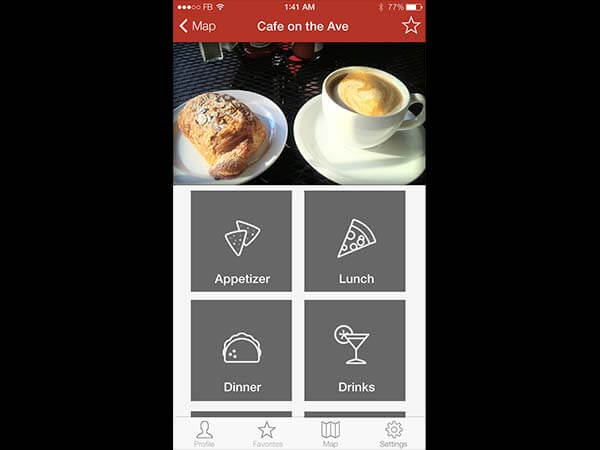 FB 1:41 AM 77%
Map Cafe on the Ave
Appetizer Lunch
Dinner Drinks
Profile Favorites Map Settings